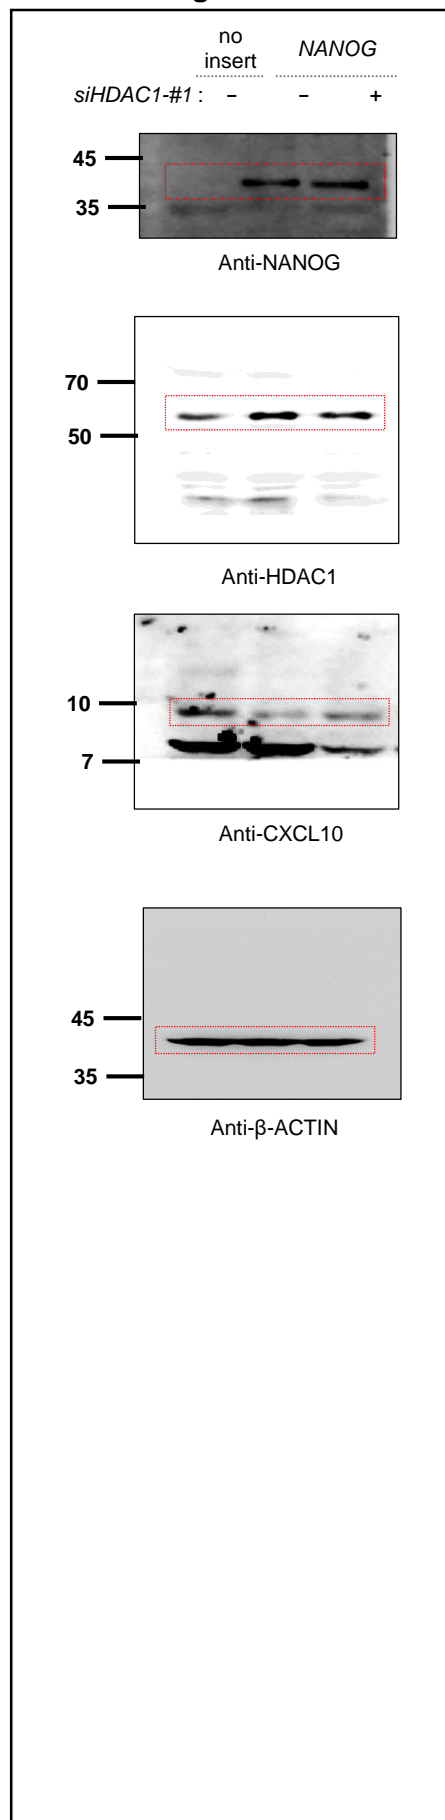 no
insert
NANOG
siHDAC1-#1 : – – +
45
35
Anti-NANOG
70
50
Anti-HDAC1
10
7
Anti-CXCL10
45
35
Anti-β-ACTIN